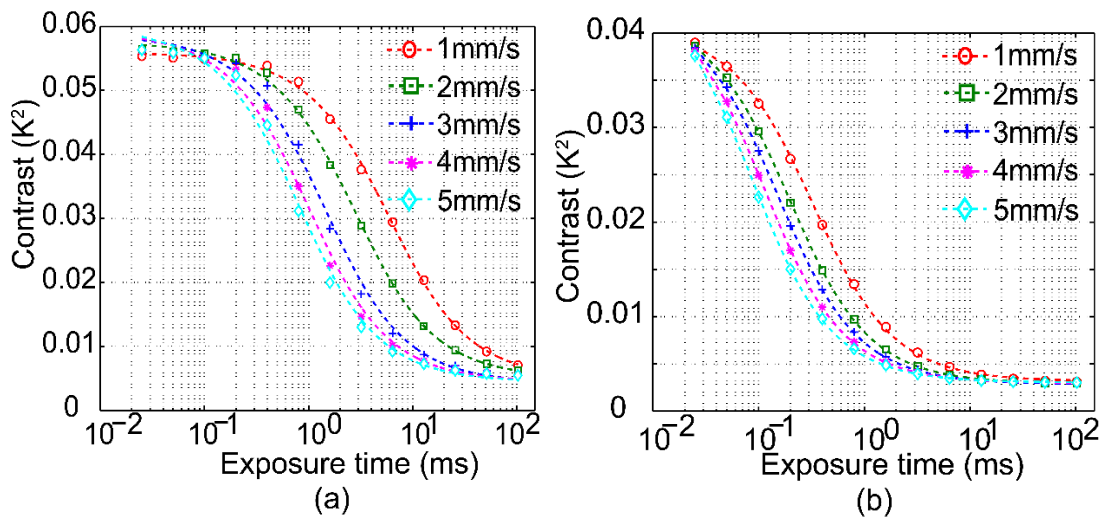 0.06
0.05
0.04
0.03
0.02
0.01
0
Contrast (K²)
1mm/s
2mm/s
3mm/s
4mm/s
5mm/s
10⁻² 10⁻¹ 10⁰ 10¹ 10²
Exposure time (ms)
(a)
0.04
0.03
0.02
0.01
0
Contrast (K²)
1mm/s
2mm/s
3mm/s
4mm/s
5mm/s
10⁻² 10⁻¹ 10⁰ 10¹ 10²
Exposure time (ms)
(b)